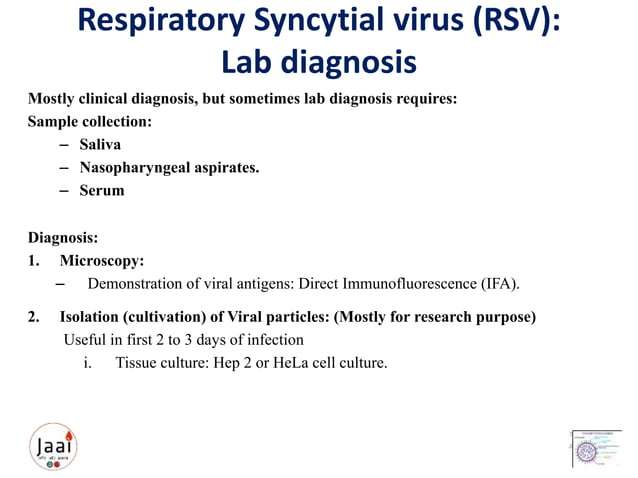 Respiratory Syncytial virus (RSV):
Lab diagnosis
Mostly clinical diagnosis, but sometimes lab diagnosis requires:
Sample collection:
– Saliva
– Nasopharyngeal aspirates.
– Serum
Diagnosis:
1. Microscopy:
– Demonstration of viral antigens: Direct Immunofluorescence (IFA).
2. Isolation (cultivation) of Viral particles: (Mostly for research purpose)
Useful in first 2 to 3 days of infection
i. Tissue culture: Hep 2 or HeLa cell culture.
Jaai